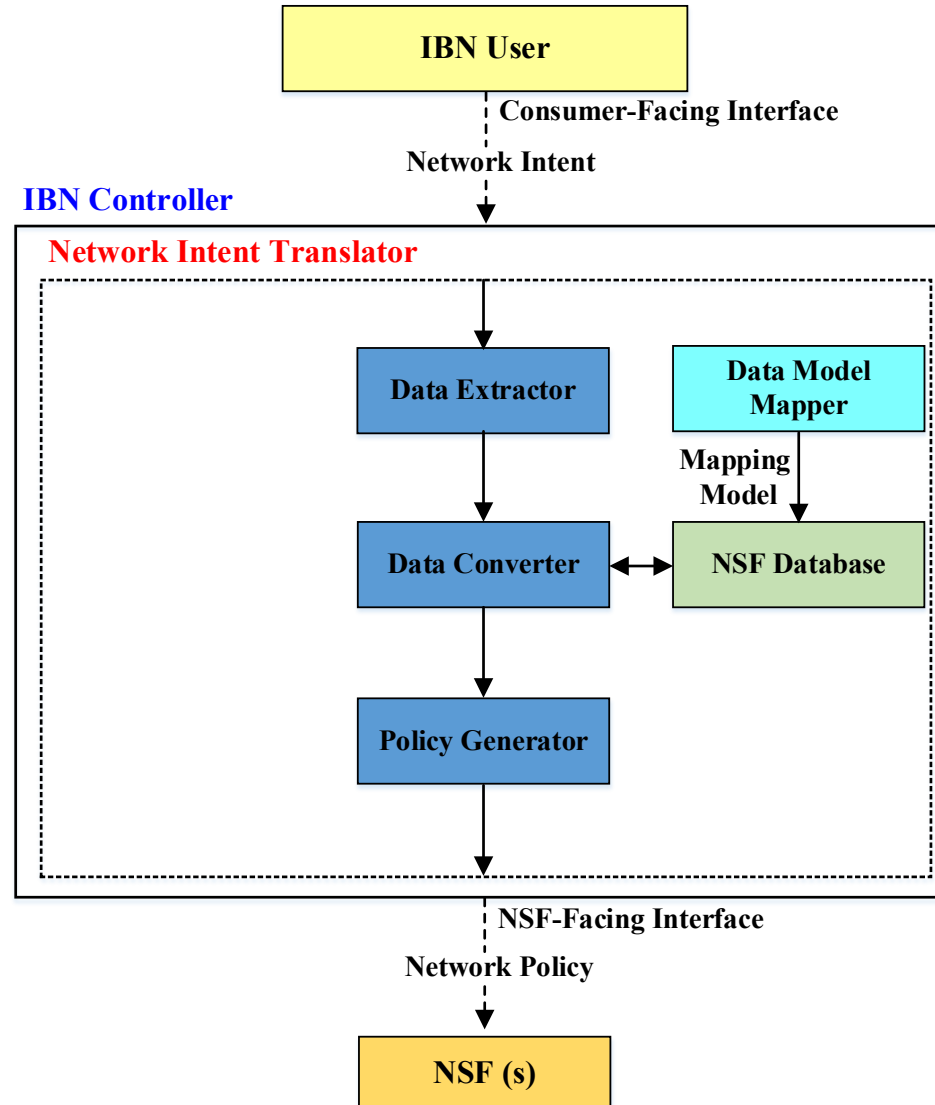 IBN User
Consumer-Facing Interface
Network Intent
IBN Controller
Network Intent Translator
Data Extractor
Data Model
Mapper
Mapping
Model
Data Converter
NSF Database
Policy Generator
NSF-Facing Interface
Network Policy
NSF (s)